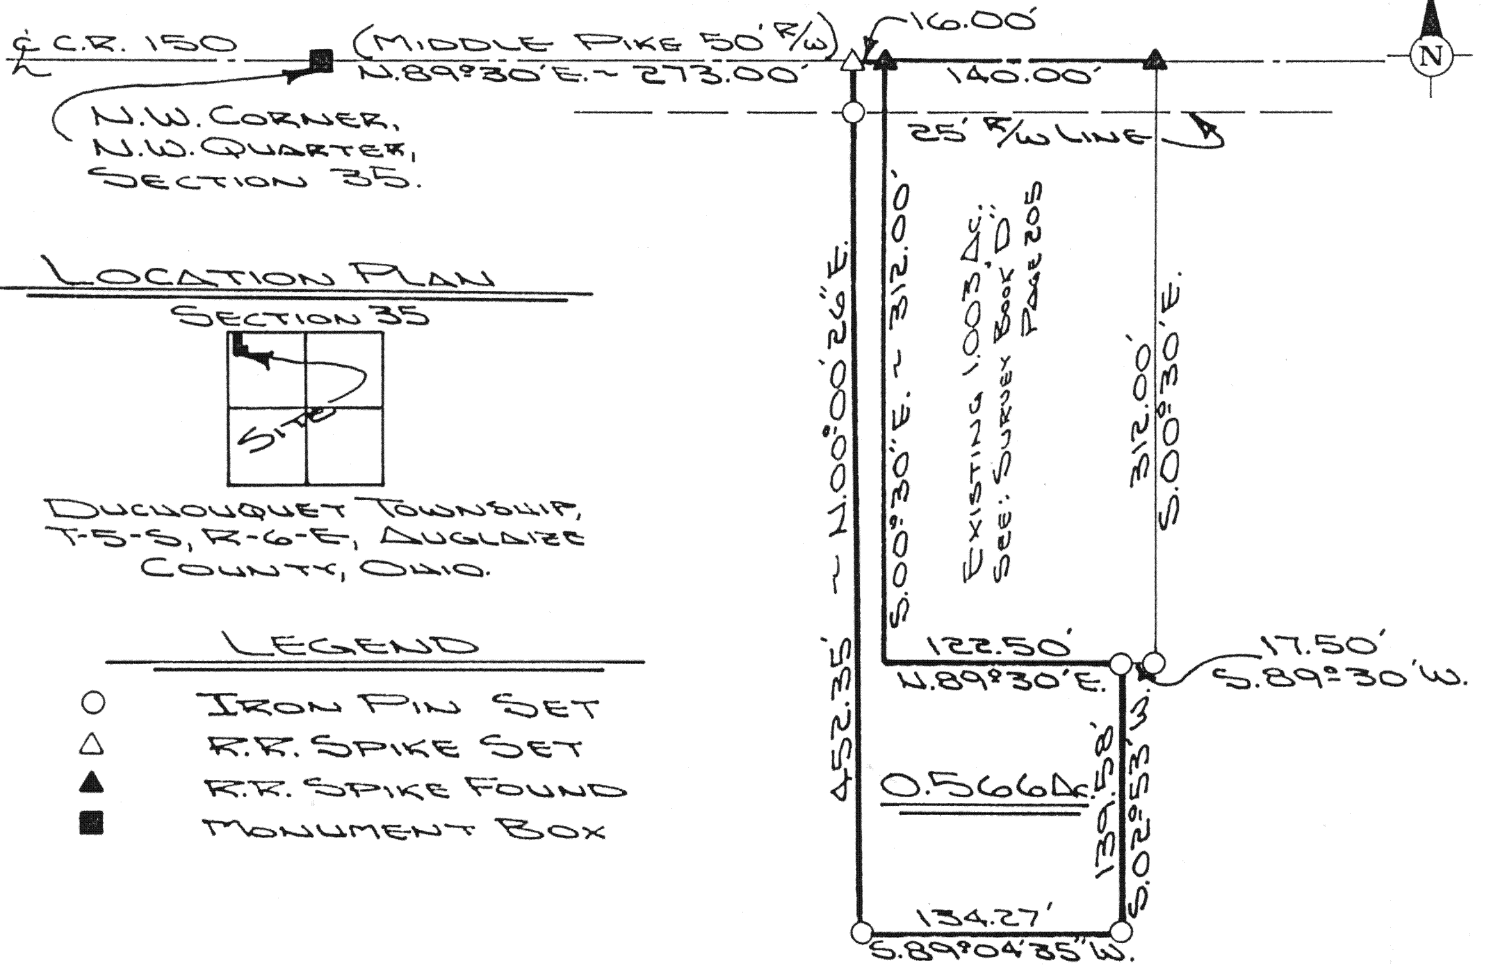 ℄ C.R. 150
(MIDDLE PIKE 50' R/W)
N.89°30'E. ~ 273.00'
16.00'
140.00'
N
25' R/W LINE
N.W. CORNER,
N.W. QUARTER,
SECTION 35.
LOCATION PLAN
SECTION 35
SITE
DUCHOUQUET TOWNSHIP,
T-5-S, R-6-E, AUGLAIZE
COUNTY, OHIO.
LEGEND
IRON PIN SET
R.R. SPIKE SET
R.R. SPIKE FOUND
MONUMENT BOX
452.35' ~ N.00°00'26"E.
S.00°30"E. ~ 312.00'
EXISTING 1.003 AC.;
SEE: SURVEY BOOK "D"
PAGE 205
312.00'
S.00°30'E.
122.50'
N.89°30'E.
17.50'
S.89°30'W.
0.566 AC.
139.58'
S.02°53'W.
134.27'
S.89°04'35"W.